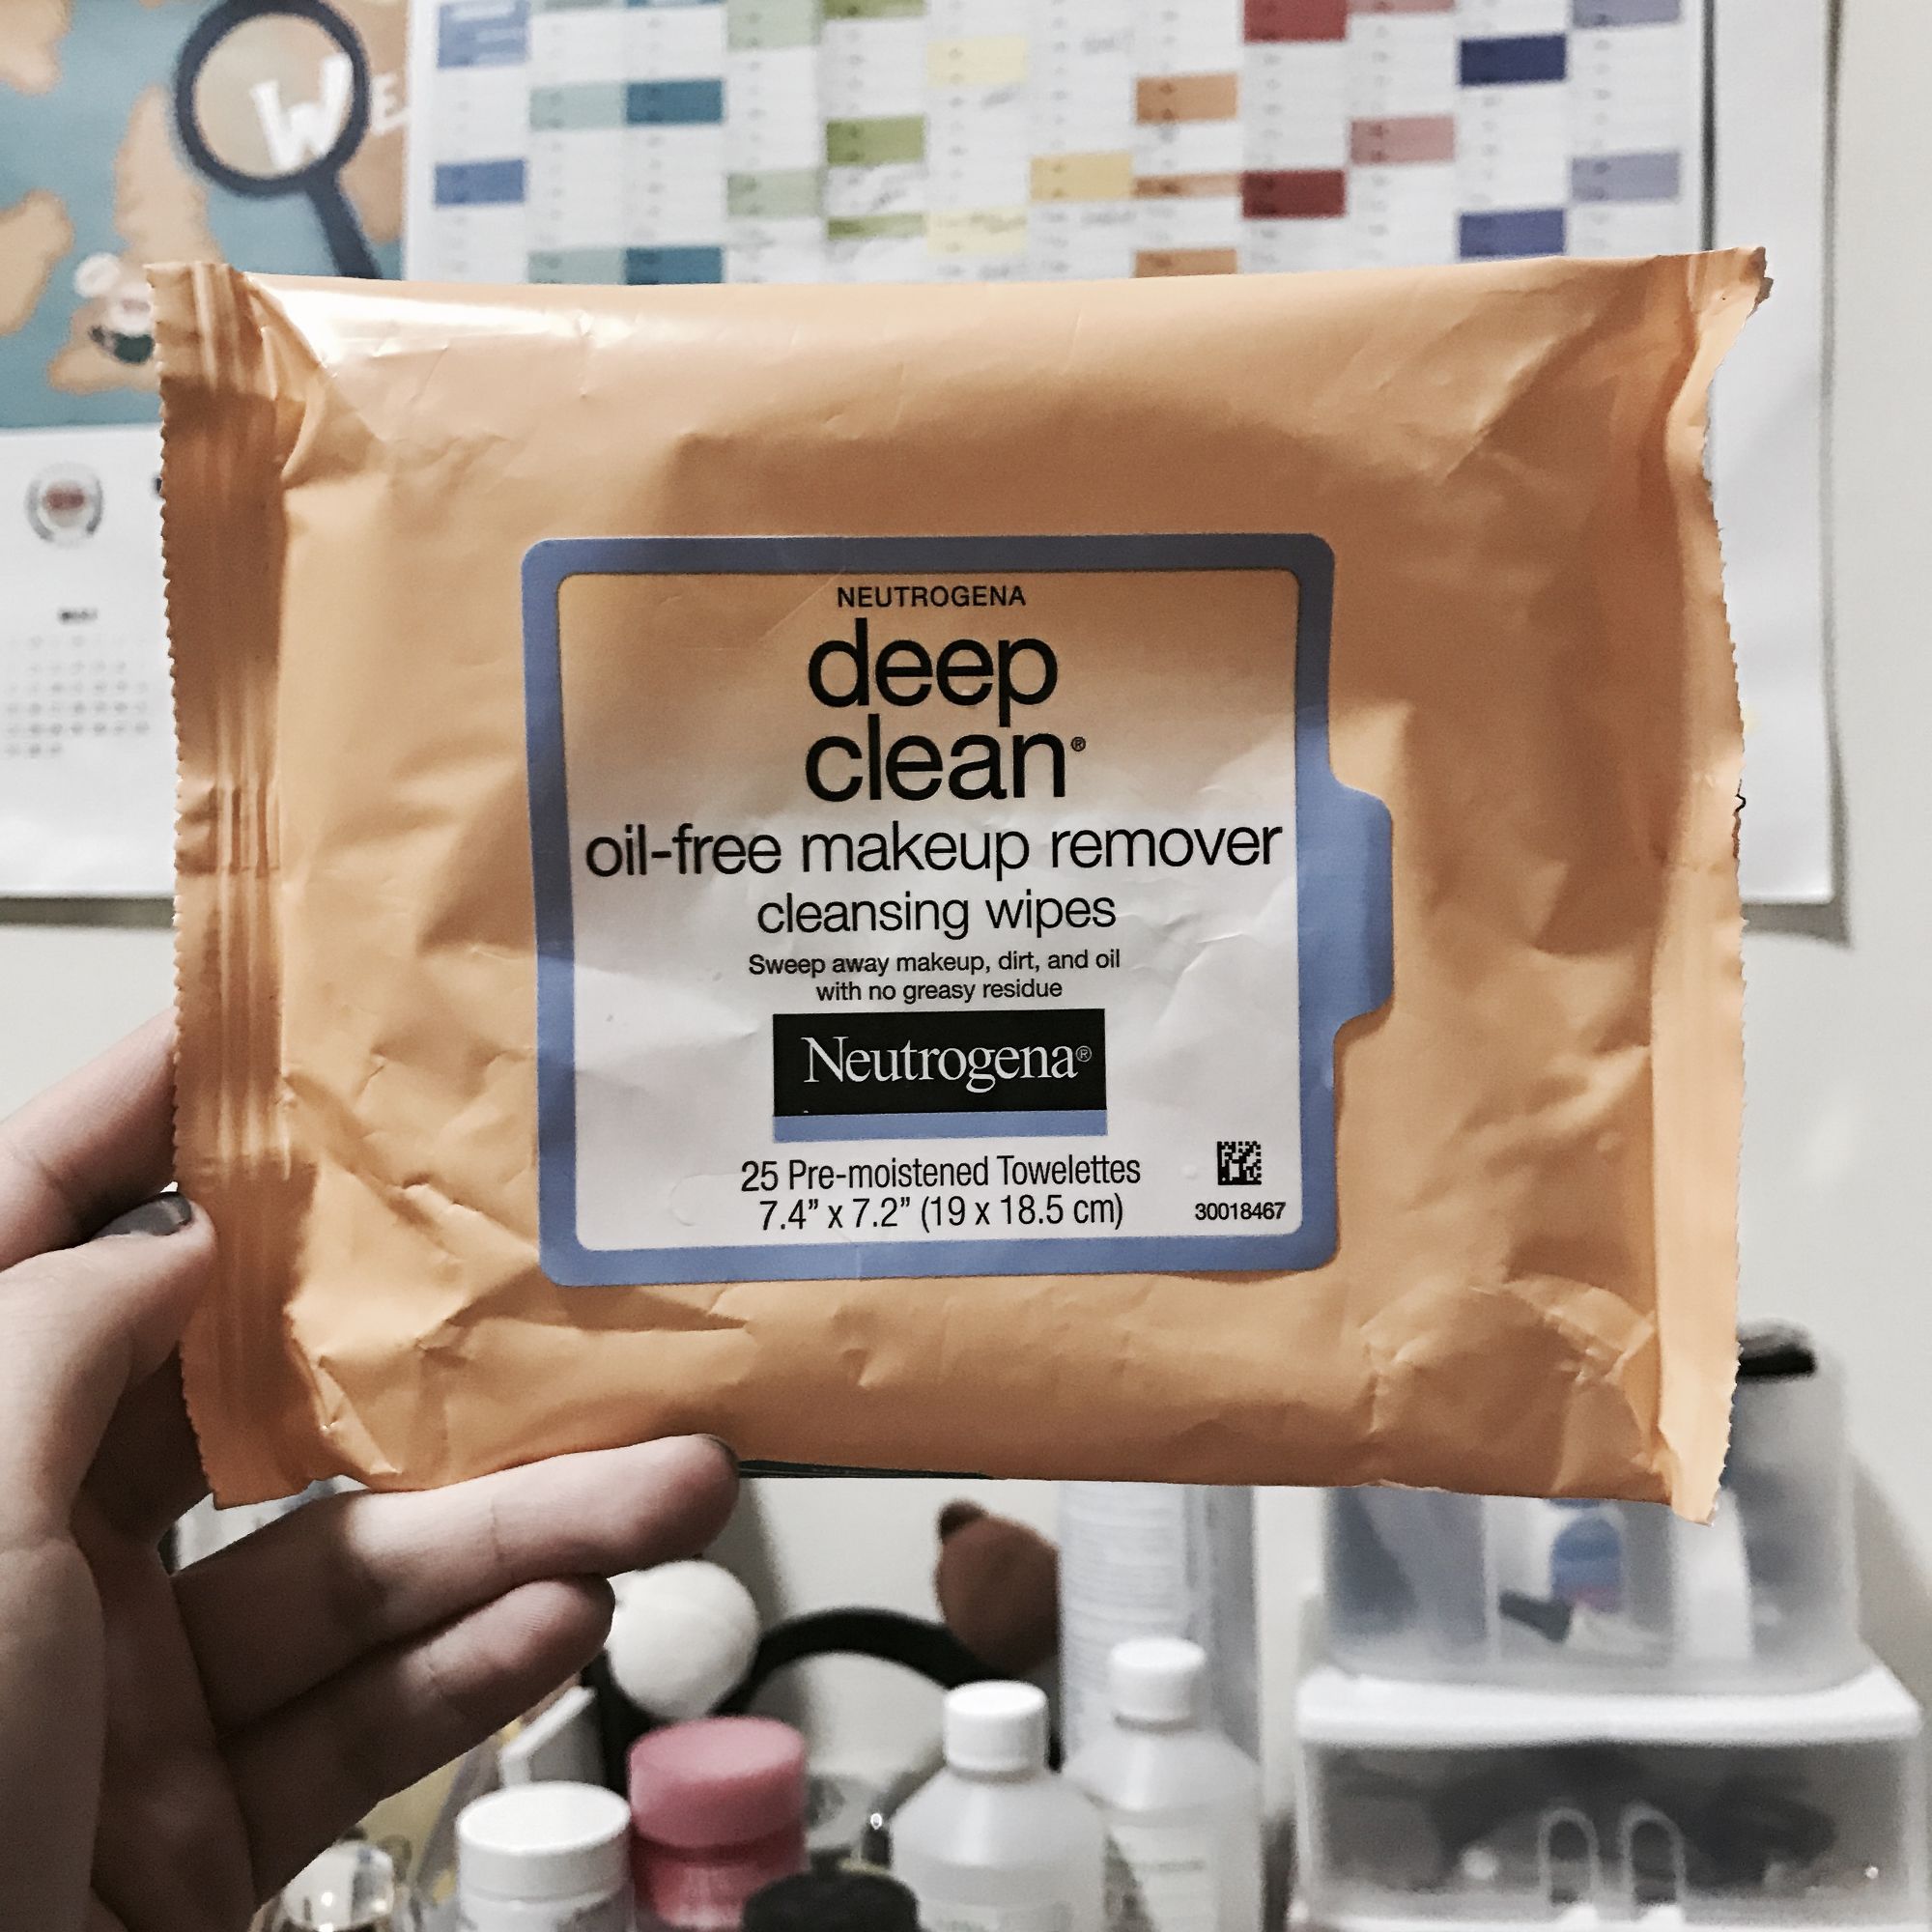 WE
NEUTROGENA
deep
clean®
oil-free makeup remover
cleansing wipes
Sweep away makeup, dirt, and oil
with no greasy residue
Neutrogena®
25 Pre-moistened Towelettes
7.4” x 7.2” (19 x 18.5 cm)
30018467